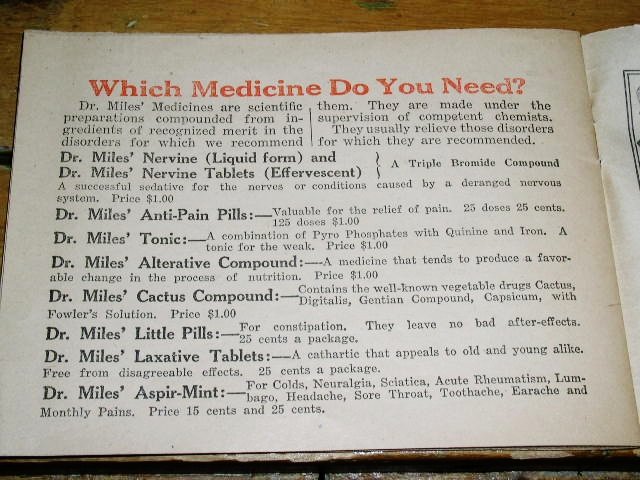 Which Medicine Do You Need?
Dr. Miles' Medicines are scientific
preparations compounded from in-
gredients of recognized merit in the
disorders for which we recommend
them. They are made under the
supervision of competent chemists.
They usually relieve those disorders
for which they are recommended.
Dr. Miles' Nervine (Liquid form) and
Dr. Miles' Nervine Tablets (Effervescent)
A Triple Bromide Compound
A successful sedative for the nerves or conditions caused by a deranged nervous
system. Price $1.00
Dr. Miles' Anti-Pain Pills:—Valuable for the relief of pain. 25 doses 25 cents.
125 doses $1.00
Dr. Miles' Tonic:—A combination of Pyro Phosphates with Quinine and Iron. A
tonic for the weak. Price $1.00
Dr. Miles' Alterative Compound:—A medicine that tends to produce a favor-
able change in the process of nutrition. Price $1.00
Dr. Miles' Cactus Compound:—Contains the well-known vegetable drugs Cactus,
Digitalis, Gentian Compound, Capsicum, with
Fowler's Solution. Price $1.00
Dr. Miles' Little Pills:—For constipation. They leave no bad after-effects.
25 cents a package.
Dr. Miles' Laxative Tablets:—A cathartic that appeals to old and young alike.
Free from disagreeable effects. 25 cents a package.
Dr. Miles' Aspir-Mint:—For Colds, Neuralgia, Sciatica, Acute Rheumatism, Lum-
bago, Headache, Sore Throat, Toothache, Earache and
Monthly Pains. Price 15 cents and 25 cents.